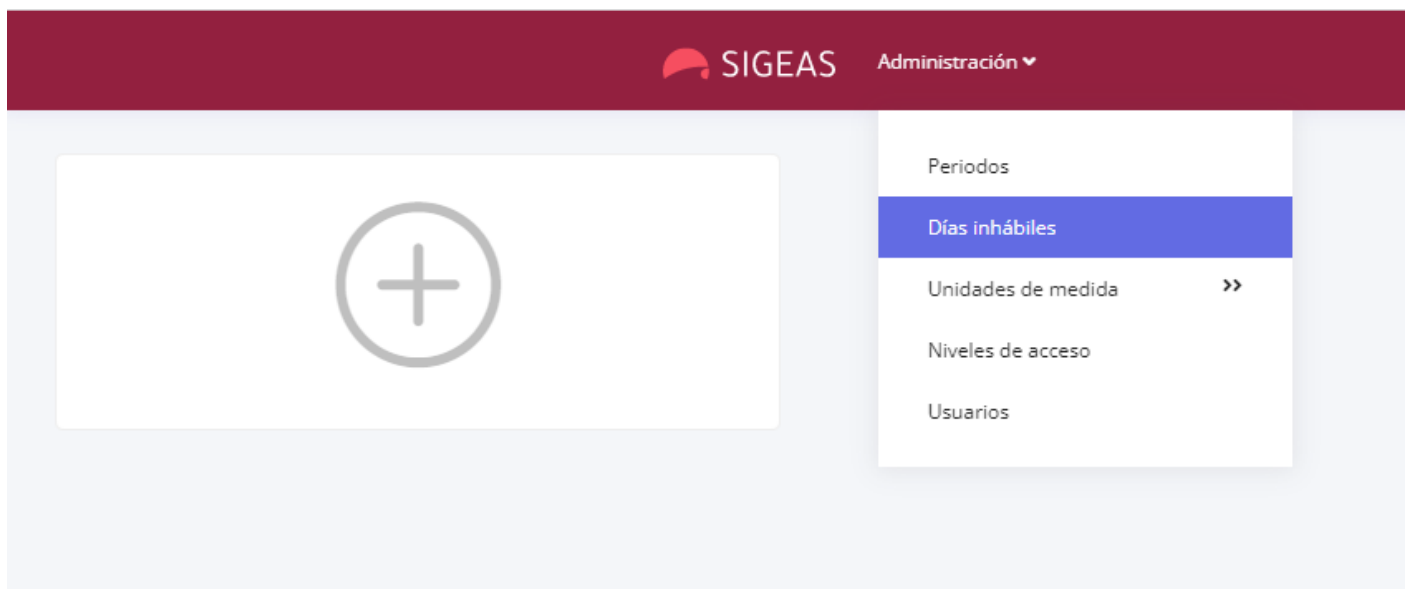 SIGEAS Administración
Periodos
Días inhábiles
Unidades de medida
Niveles de acceso
Usuarios